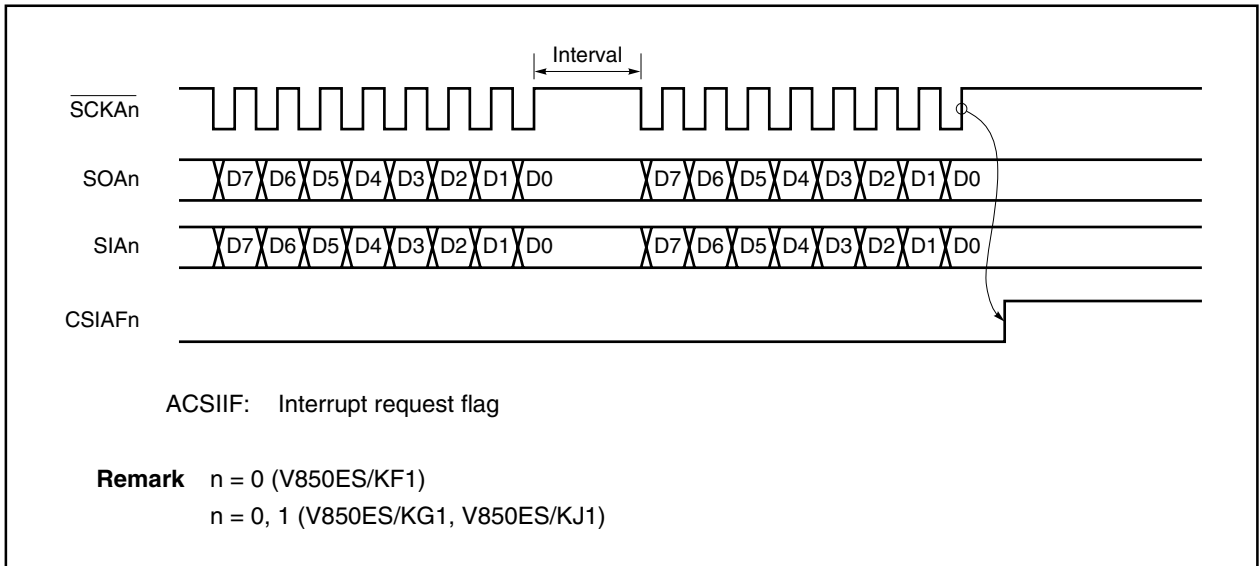 Interval
SCKAn
SOAn D7 D6 D5 D4 D3 D2 D1 D0 D7 D6 D5 D4 D3 D2 D1 D0
SIAn D7 D6 D5 D4 D3 D2 D1 D0 D7 D6 D5 D4 D3 D2 D1 D0
CSIAFn
ACSIIF: Interrupt request flag
Remark n = 0 (V850ES/KF1)
n = 0, 1 (V850ES/KG1, V850ES/KJ1)